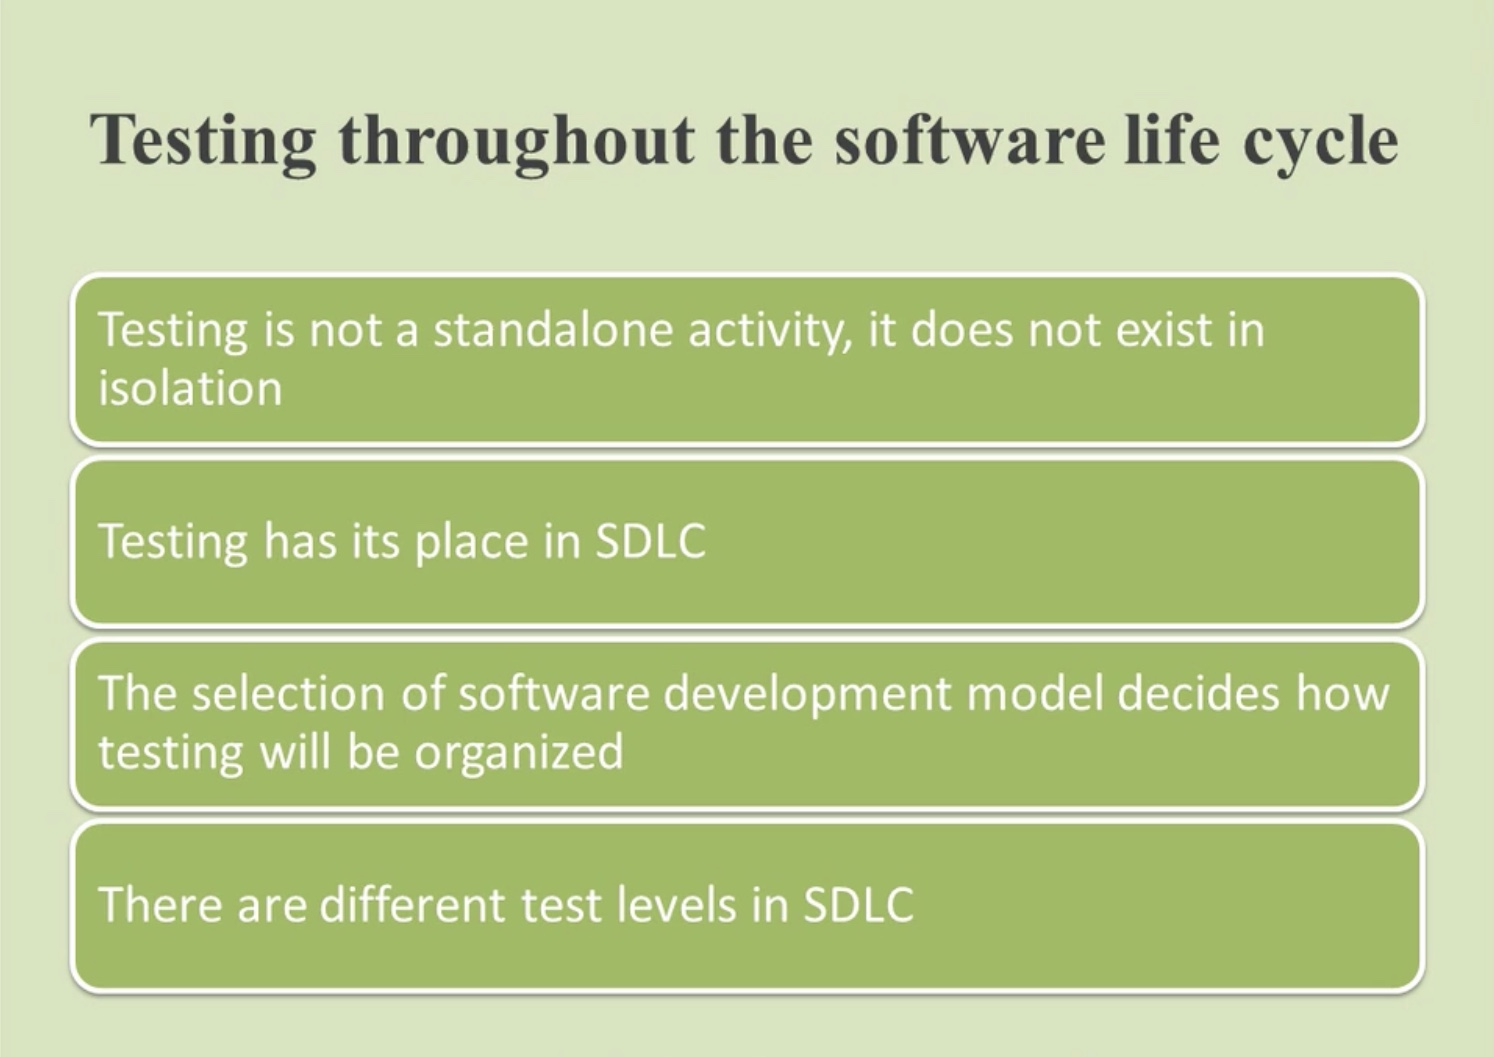 Testing throughout the software life cycle
Testing is not a standalone activity, it does not exist in
isolation
Testing has its place in SDLC
The selection of software development model decides how
testing will be organized
There are different test levels in SDLC